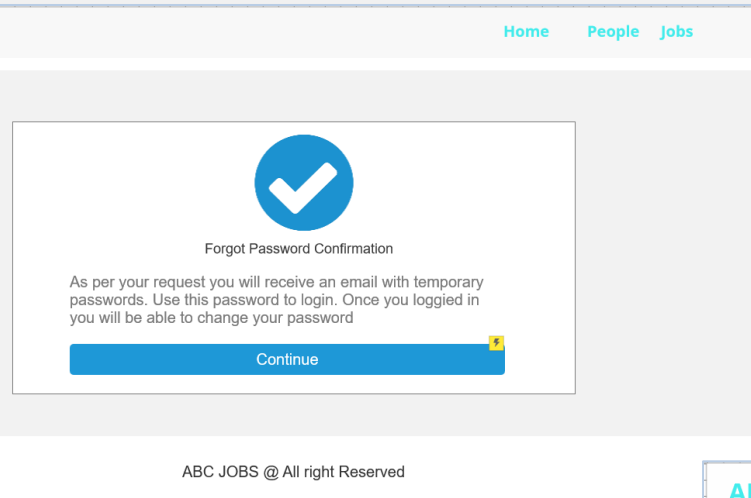 Home People Jobs
Forgot Password Confirmation
As per your request you will receive an email with temporary
passwords. Use this password to login. Once you loggied in
you will be able to change your password
Continue
ABC JOBS @ All right Reserved